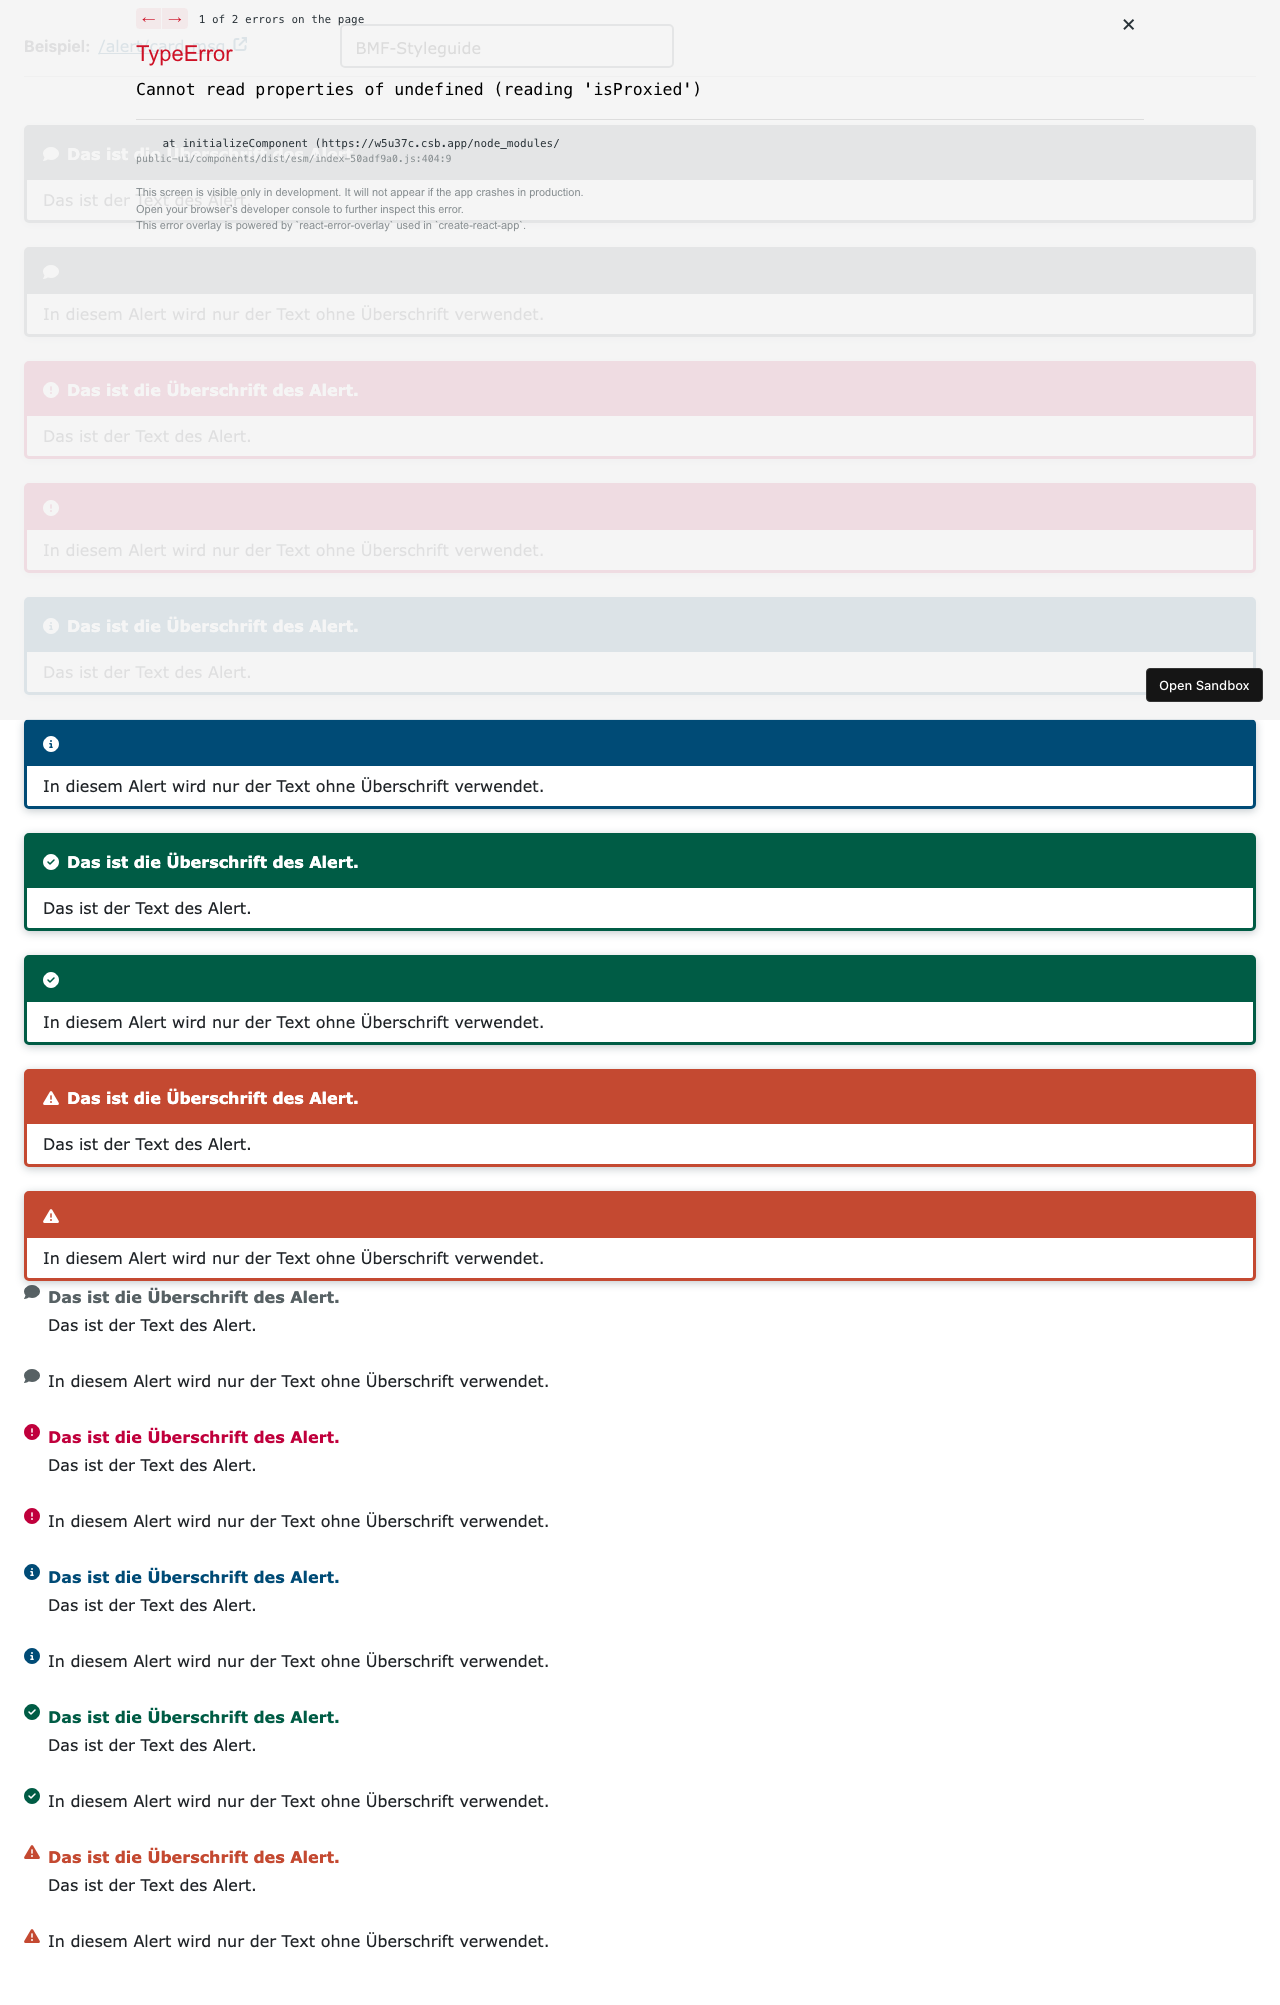 ← → 1 of 2 errors on the page
Beispiel: /alert/card-msg
BMF-Styleguide
TypeError
Cannot read properties of undefined (reading 'isProxied')
at initializeComponent (https://w5u37c.csb.app/node_modules/
public-ui/components/dist/esm/index-50adf9a0.js:404:9
Das ist die Überschrift des Alert.
This screen is visible only in development. It will not appear if the app crashes in production.
Das ist der Text des Alert.
Open your browser's developer console to further inspect this error.
This error overlay is powered by `react-error-overlay` used in `create-react-app`.
In diesem Alert wird nur der Text ohne Überschrift verwendet.
Das ist die Überschrift des Alert.
Das ist der Text des Alert.
In diesem Alert wird nur der Text ohne Überschrift verwendet.
Das ist die Überschrift des Alert.
Das ist der Text des Alert.
Open Sandbox
In diesem Alert wird nur der Text ohne Überschrift verwendet.
Das ist die Überschrift des Alert.
Das ist der Text des Alert.
In diesem Alert wird nur der Text ohne Überschrift verwendet.
Das ist die Überschrift des Alert.
Das ist der Text des Alert.
In diesem Alert wird nur der Text ohne Überschrift verwendet.
Das ist die Überschrift des Alert.
Das ist der Text des Alert.
In diesem Alert wird nur der Text ohne Überschrift verwendet.
Das ist die Überschrift des Alert.
Das ist der Text des Alert.
In diesem Alert wird nur der Text ohne Überschrift verwendet.
Das ist die Überschrift des Alert.
Das ist der Text des Alert.
In diesem Alert wird nur der Text ohne Überschrift verwendet.
Das ist die Überschrift des Alert.
Das ist der Text des Alert.
In diesem Alert wird nur der Text ohne Überschrift verwendet.
Das ist die Überschrift des Alert.
Das ist der Text des Alert.
In diesem Alert wird nur der Text ohne Überschrift verwendet.